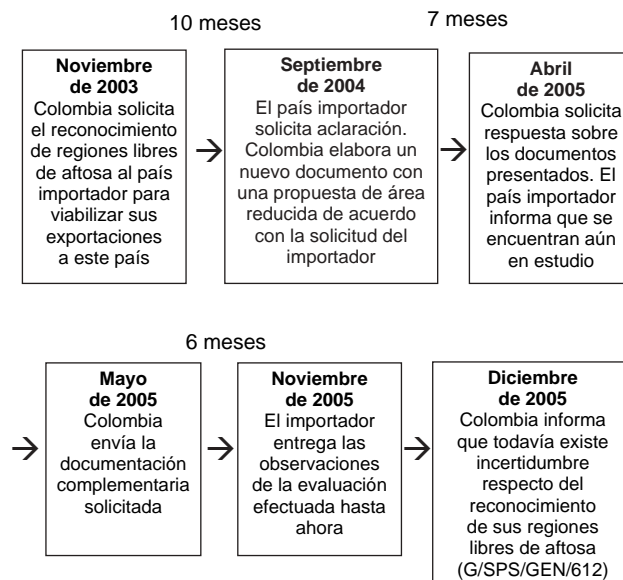 10 meses
7 meses
Noviembre
de 2003
Colombia solicita
el reconocimiento
de regiones libres
de aftosa al país
importador para
viabilizar sus
exportaciones
a este país
→
Septiembre
de 2004
El país importador
solicita aclaración.
Colombia elabora un
nuevo documento con
una propuesta de área
reducida de acuerdo
con la solicitud del
importador
→
Abril
de 2005
Colombia solicita
respuesta sobre
los documentos
presentados. El
país importador
informa que se
encuentran aún
en estudio
6 meses
→
Mayo
de 2005
Colombia
envía la
documentación
complementaria
solicitada
→
Noviembre
de 2005
El importador
entrega las
observaciones
de la evaluación
efectuada hasta
ahora
→
Diciembre
de 2005
Colombia informa
que todavía existe
incertidumbre
respecto del
reconocimiento
de sus regiones
libres de aftosa
(G/SPS/GEN/612)